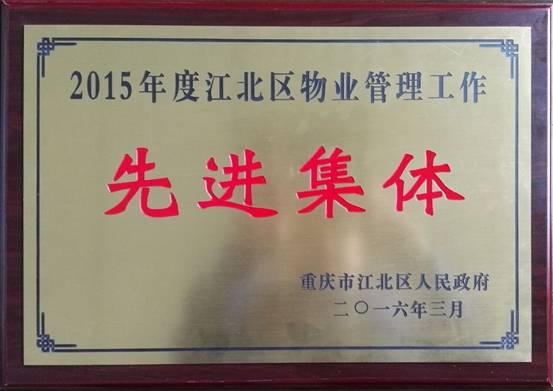 2015年度江北区物业管理工作
先进集体
重庆市江北区人民政府
二〇一六年三月